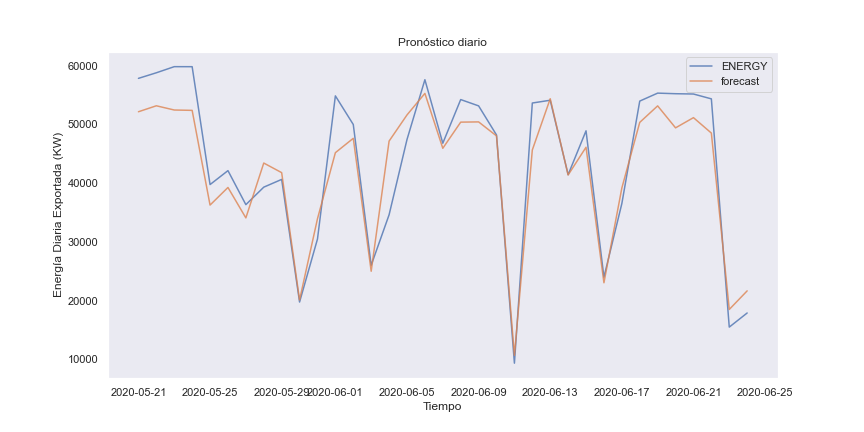 Pronóstico diario
ENERGY
forecast
Energía Diaria Exportada (KW)
60000
50000
40000
30000
20000
10000
2020-05-21 2020-05-25 2020-05-29 2020-06-01 2020-06-05 2020-06-09 2020-06-13 2020-06-17 2020-06-21 2020-06-25
Tiempo